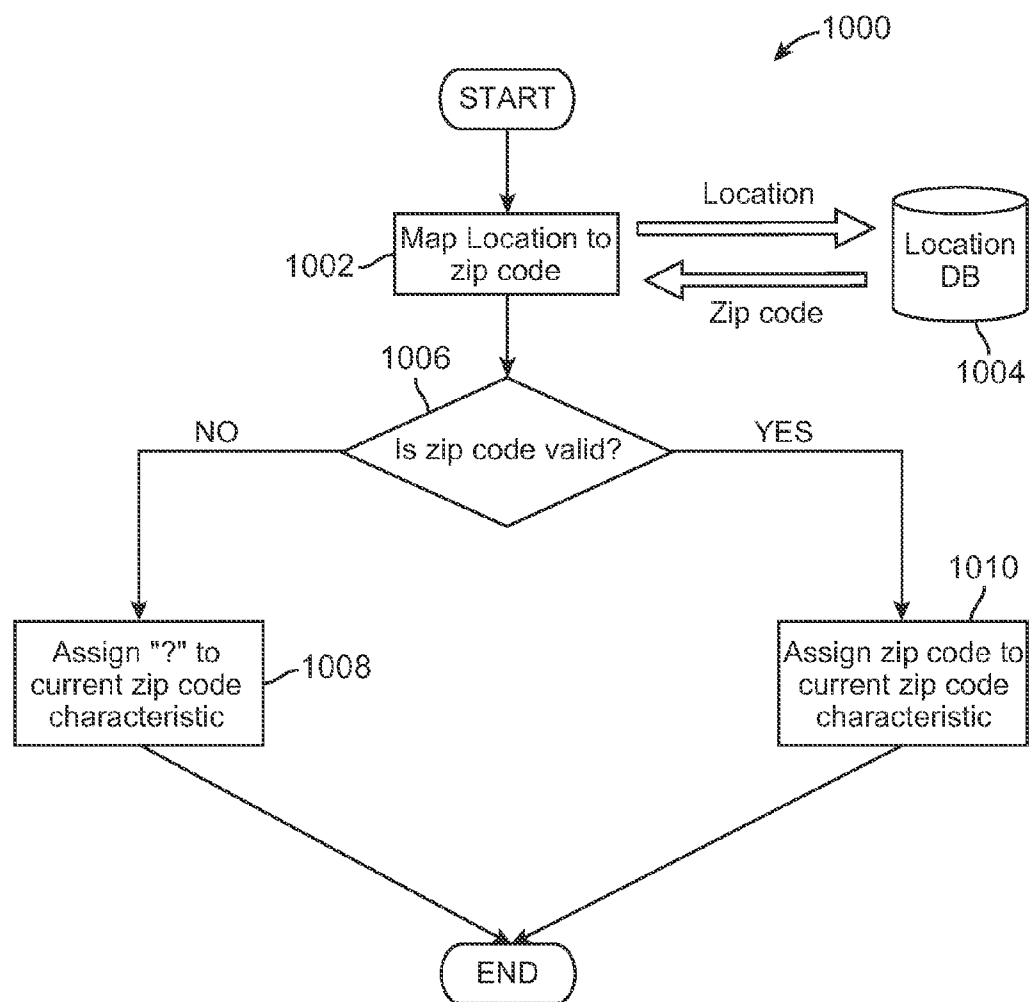 1000
START
Location
Map Location to
zip code
1002
Location
DB
Zip code
1004
1006
NO
Is zip code valid?
YES
1010
Assign "?" to
current zip code
characteristic
1008
Assign zip code to
current zip code
characteristic
END